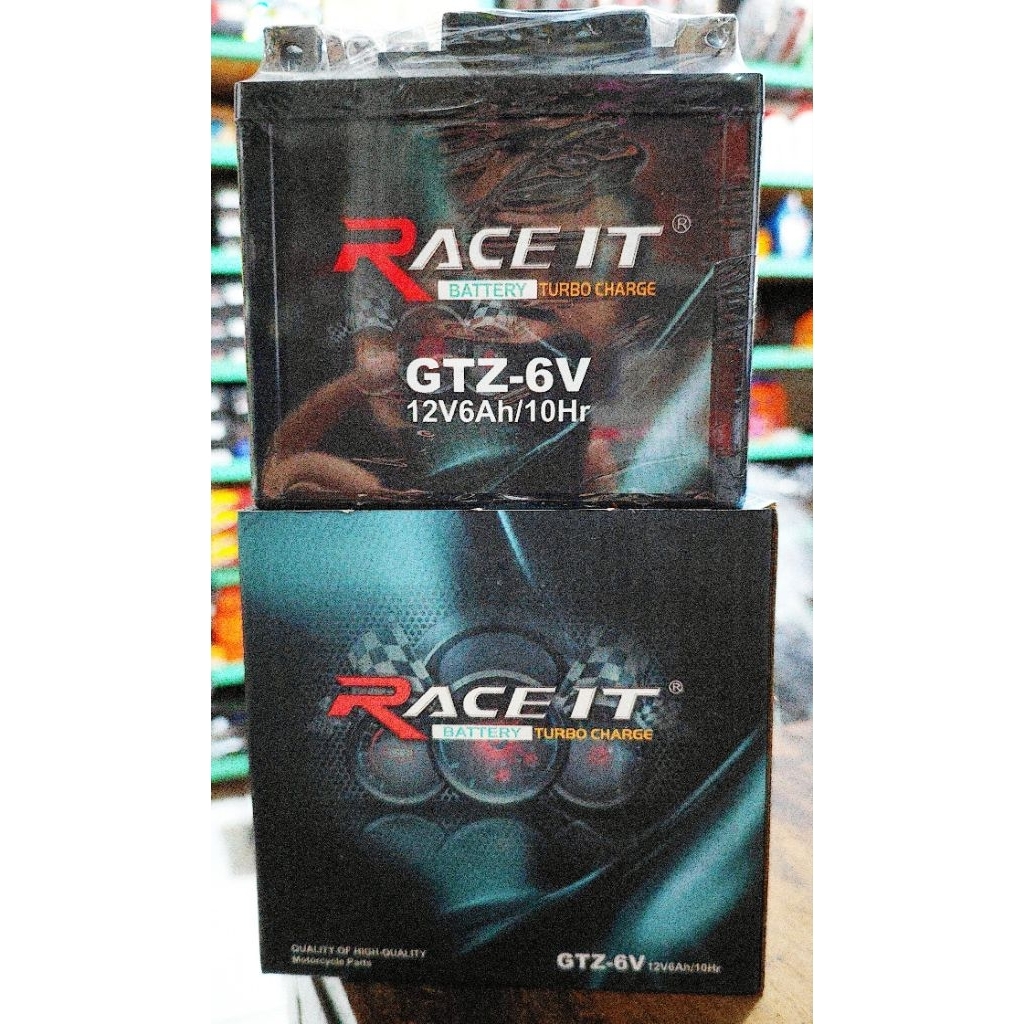 RACE IT ®
BATTERY TURBO CHARGE
GTZ-6V
12V6Ah/10Hr
RACE IT ®
BATTERY TURBO CHARGE
QUALITY OF HIGH-QUALITY
Motorcycle Parts
GTZ-6V 12V6Ah/10Hr